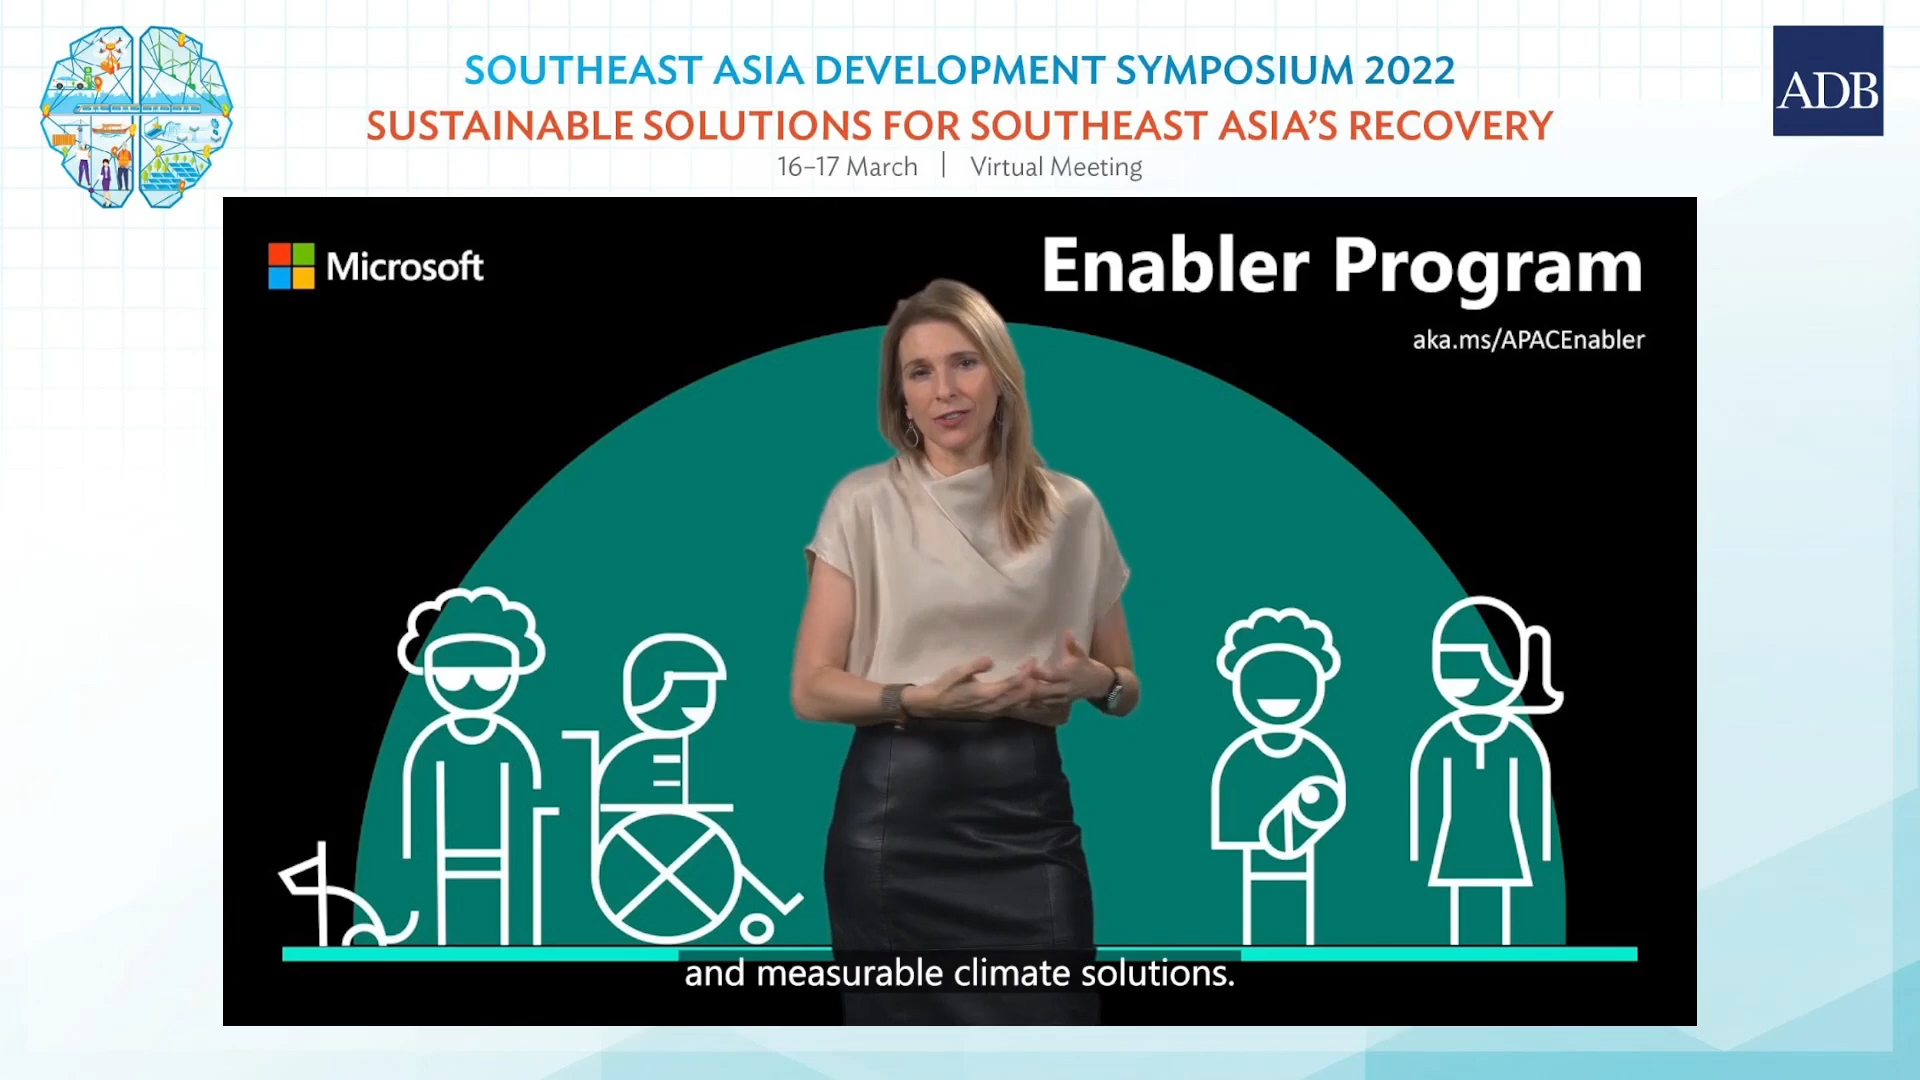 SOUTHEAST ASIA DEVELOPMENT SYMPOSIUM 2022
SUSTAINABLE SOLUTIONS FOR SOUTHEAST ASIA'S RECOVERY
16–17 March | Virtual Meeting
ADB
Microsoft
Enabler Program
aka.ms/APACEnabler
and measurable climate solutions.